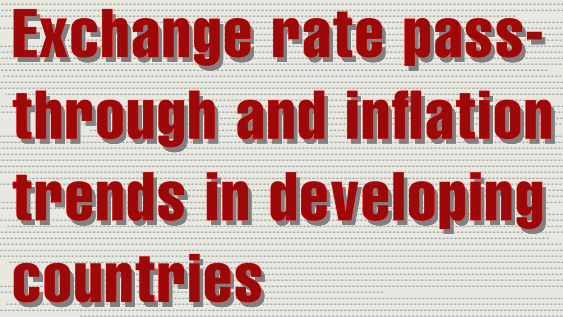 Exchange rate pass-
through and inflation
trends in developing
countries